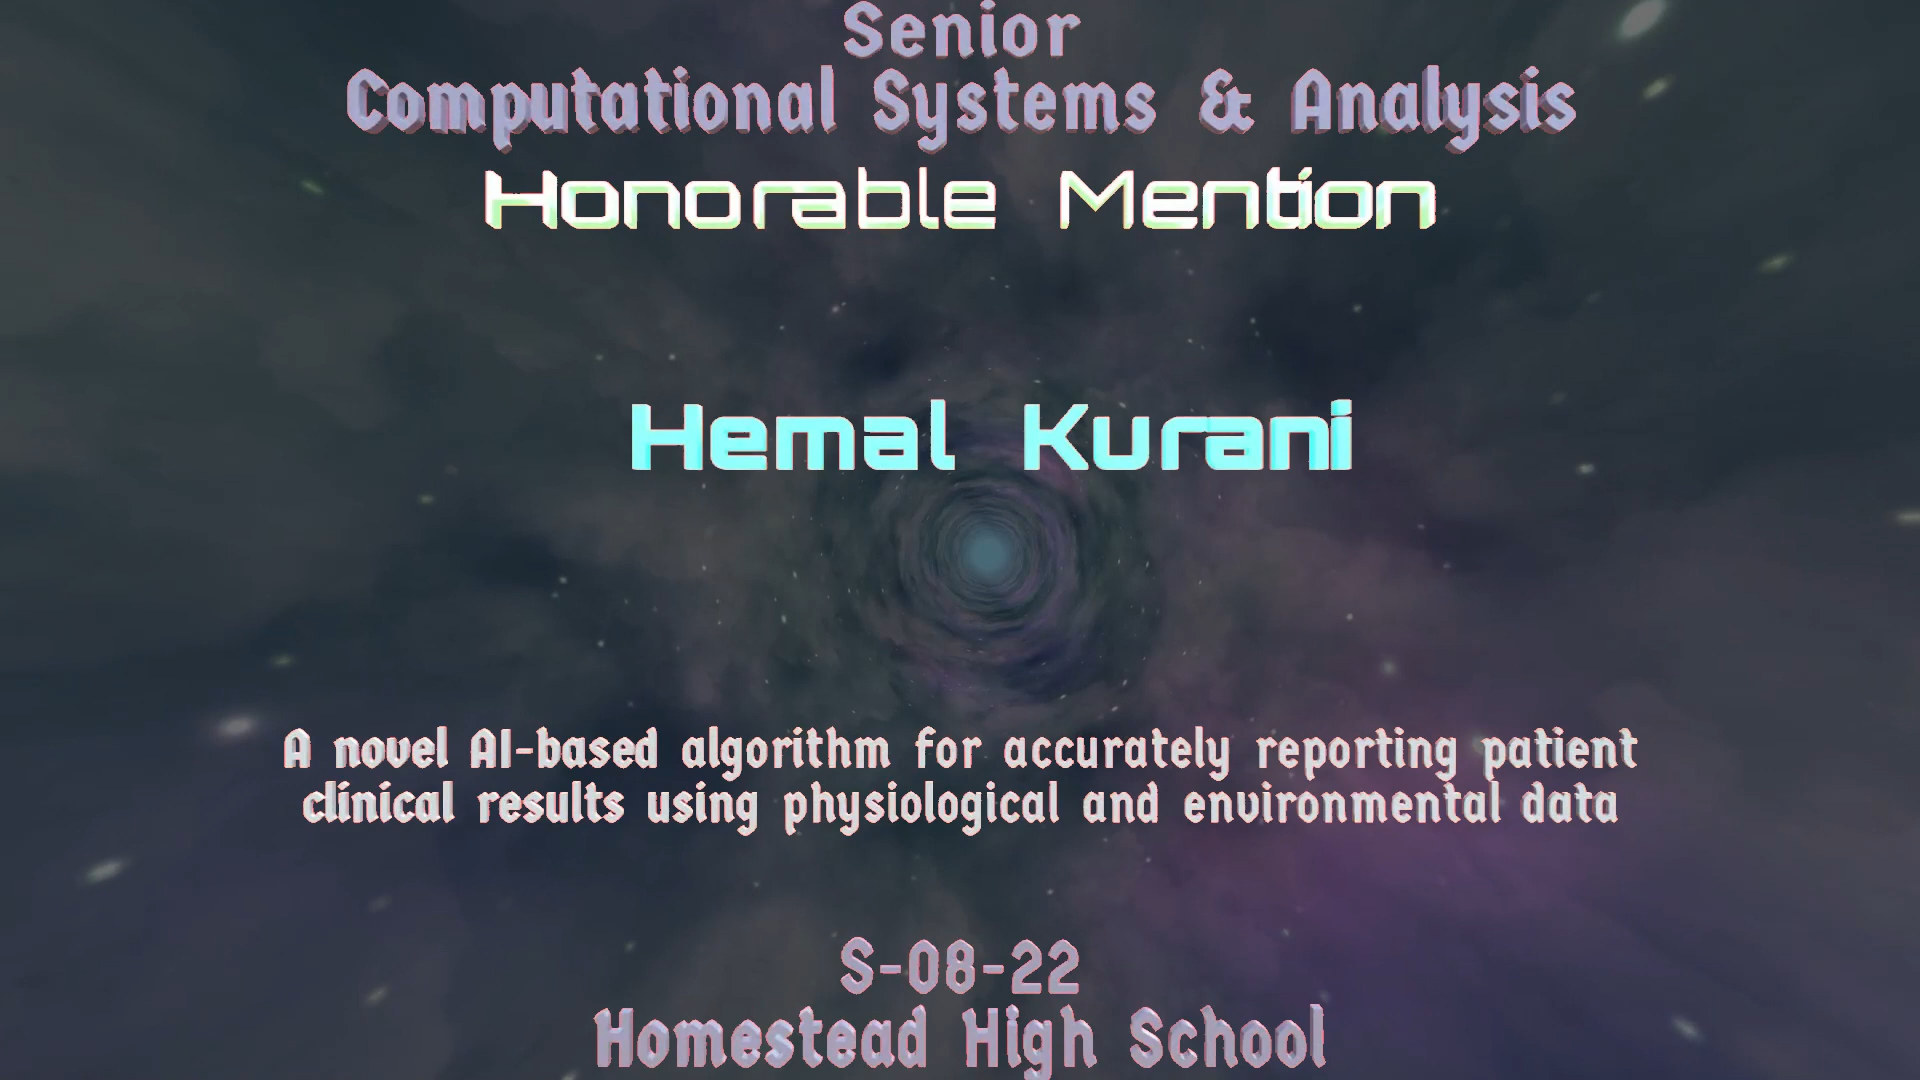 Senior
Computational Systems & Analysis
Honorable Mention
Hemal Kurani
A novel AI-based algorithm for accurately reporting patient
clinical results using physiological and environmental data
S-08-22
Homestead High School